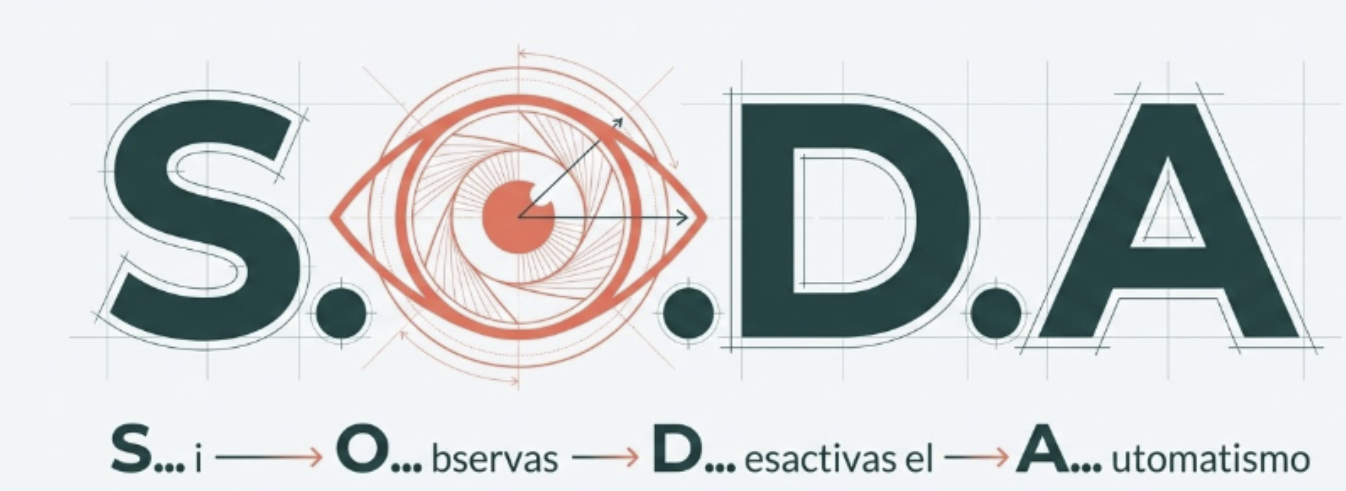 S.O.D.A
S... i → O... bservas → D... esactivas el → A... utomatismo